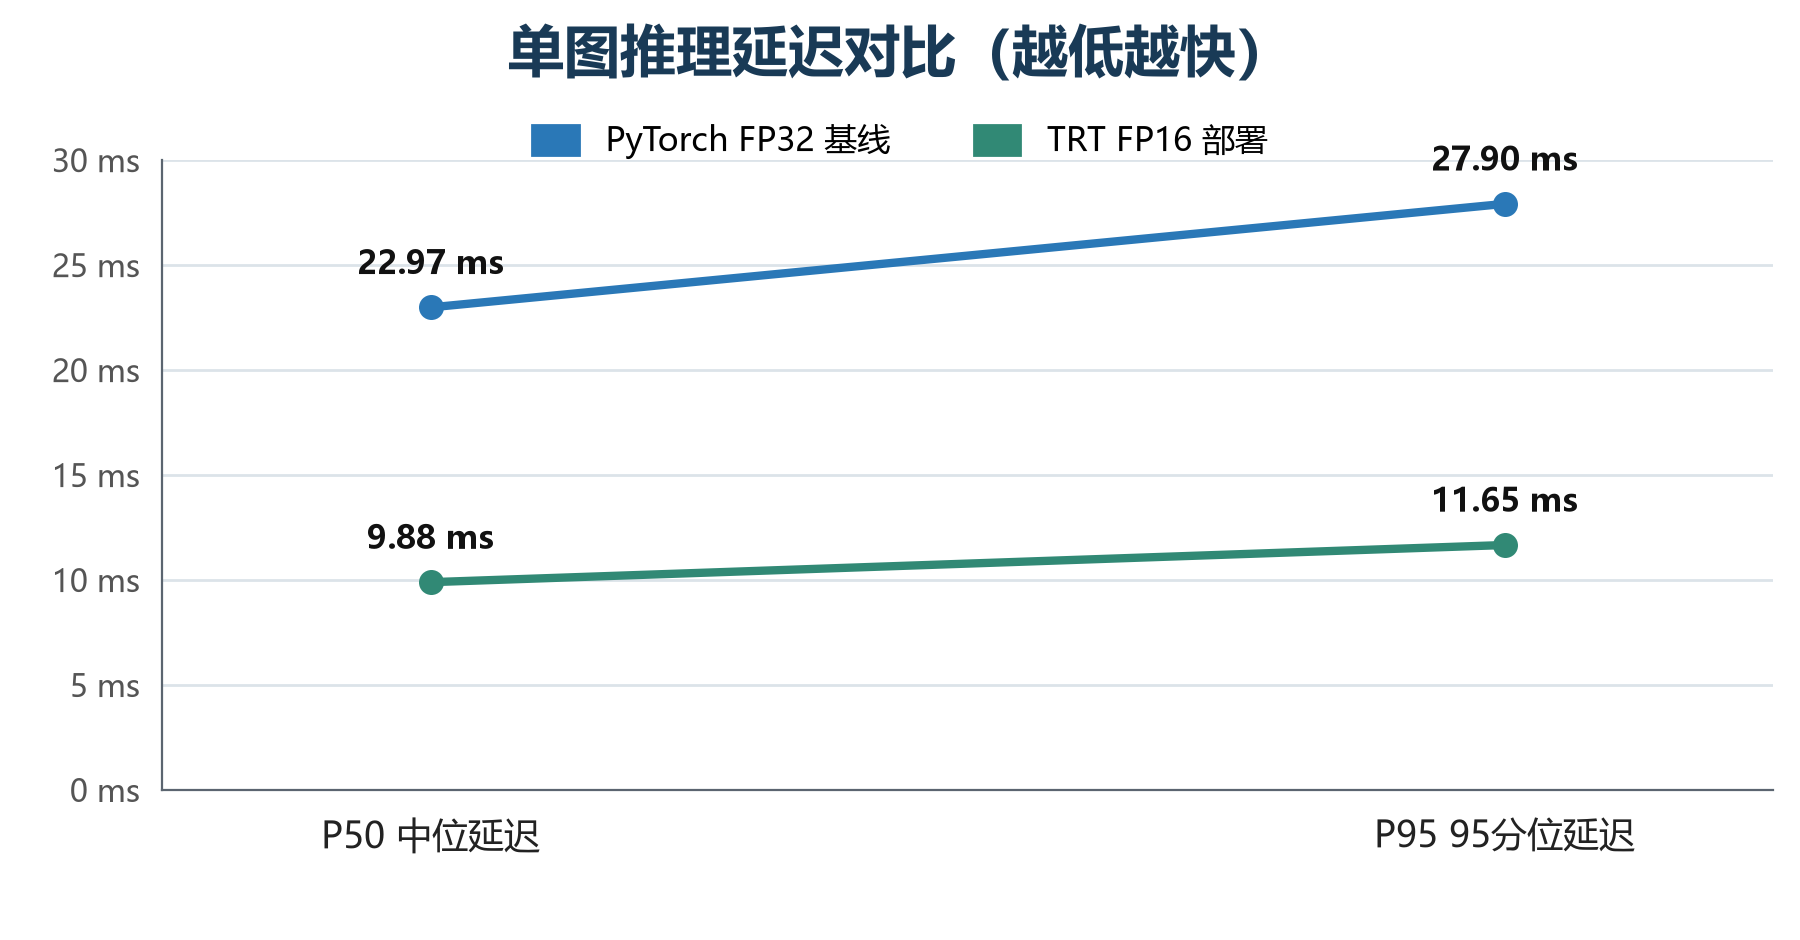 单图推理延迟对比（越低越快）
PyTorch FP32 基线
TRT FP16 部署
30 ms
27.90 ms
25 ms
22.97 ms
20 ms
15 ms
11.65 ms
9.88 ms
10 ms
5 ms
0 ms
P50 中位延迟
P95 95分位延迟